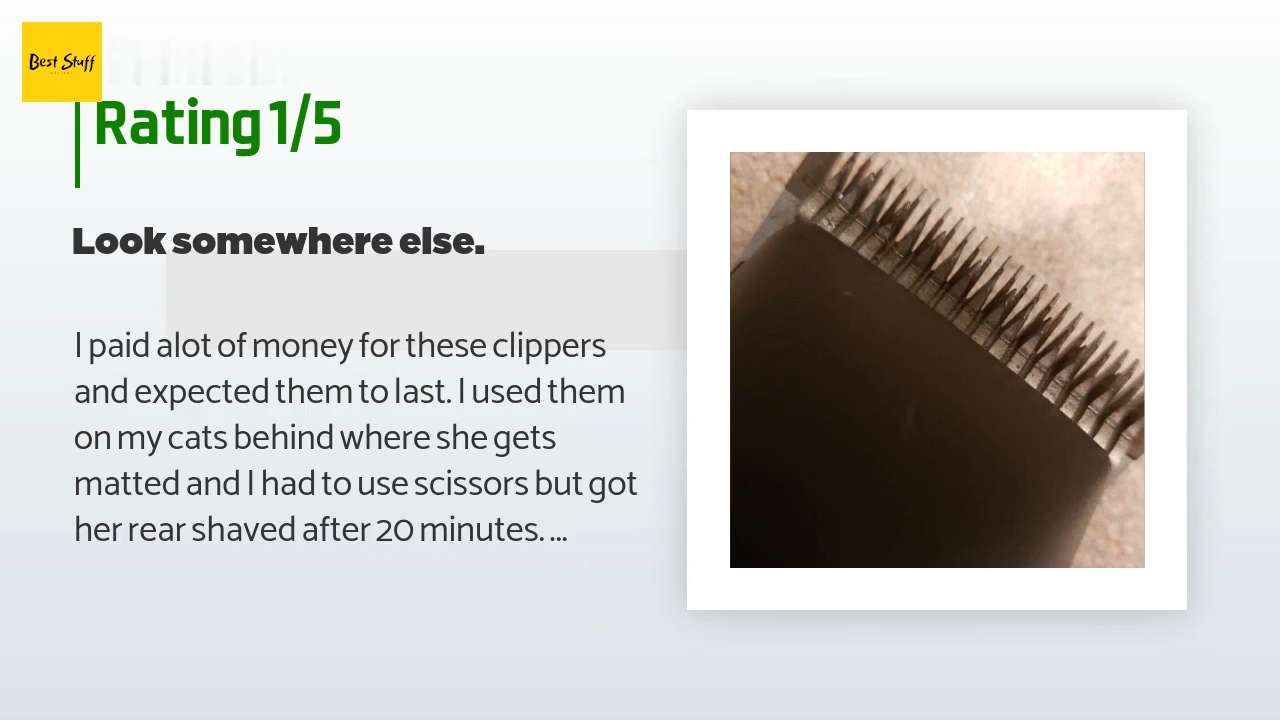 Best Stuff
Rating 1/5
Look somewhere else.
I paid alot of money for these clippers
and expected them to last. I used them
on my cats behind where she gets
matted and I had to use scissors but got
her rear shaved after 20 minutes. ...